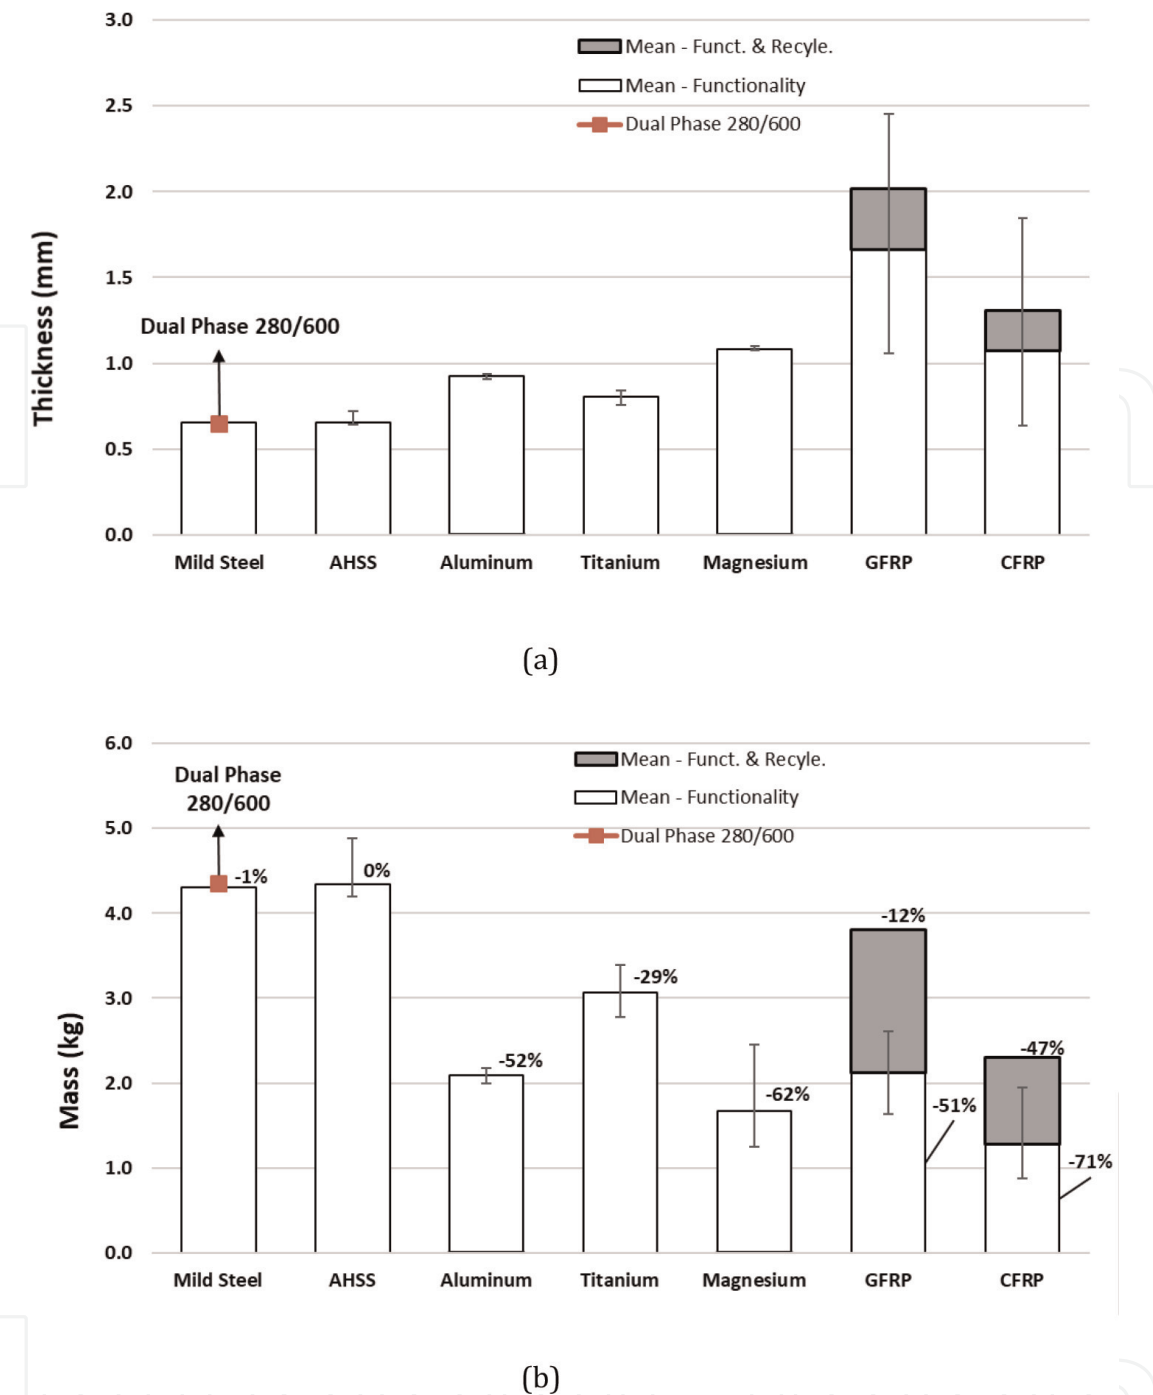 3.0
Mean - Funct. & Recyle.
Mean - Functionality
2.5
Dual Phase 280/600
2.0
1.5
Dual Phase 280/600
1.0
0.5
0.0
Thickness (mm)
Mild Steel AHSS Aluminum Titanium Magnesium GFRP CFRP
(a)
6.0
Mean - Funct. & Recyle.
Dual Phase
280/600
Mean - Functionality
5.0
Dual Phase 280/600
-1% 0%
4.0
-12%
-29%
3.0
-52%
-47%
2.0
-62%
-51%
-71%
1.0
0.0
Mass (kg)
Mild Steel AHSS Aluminum Titanium Magnesium GFRP CFRP
(b)